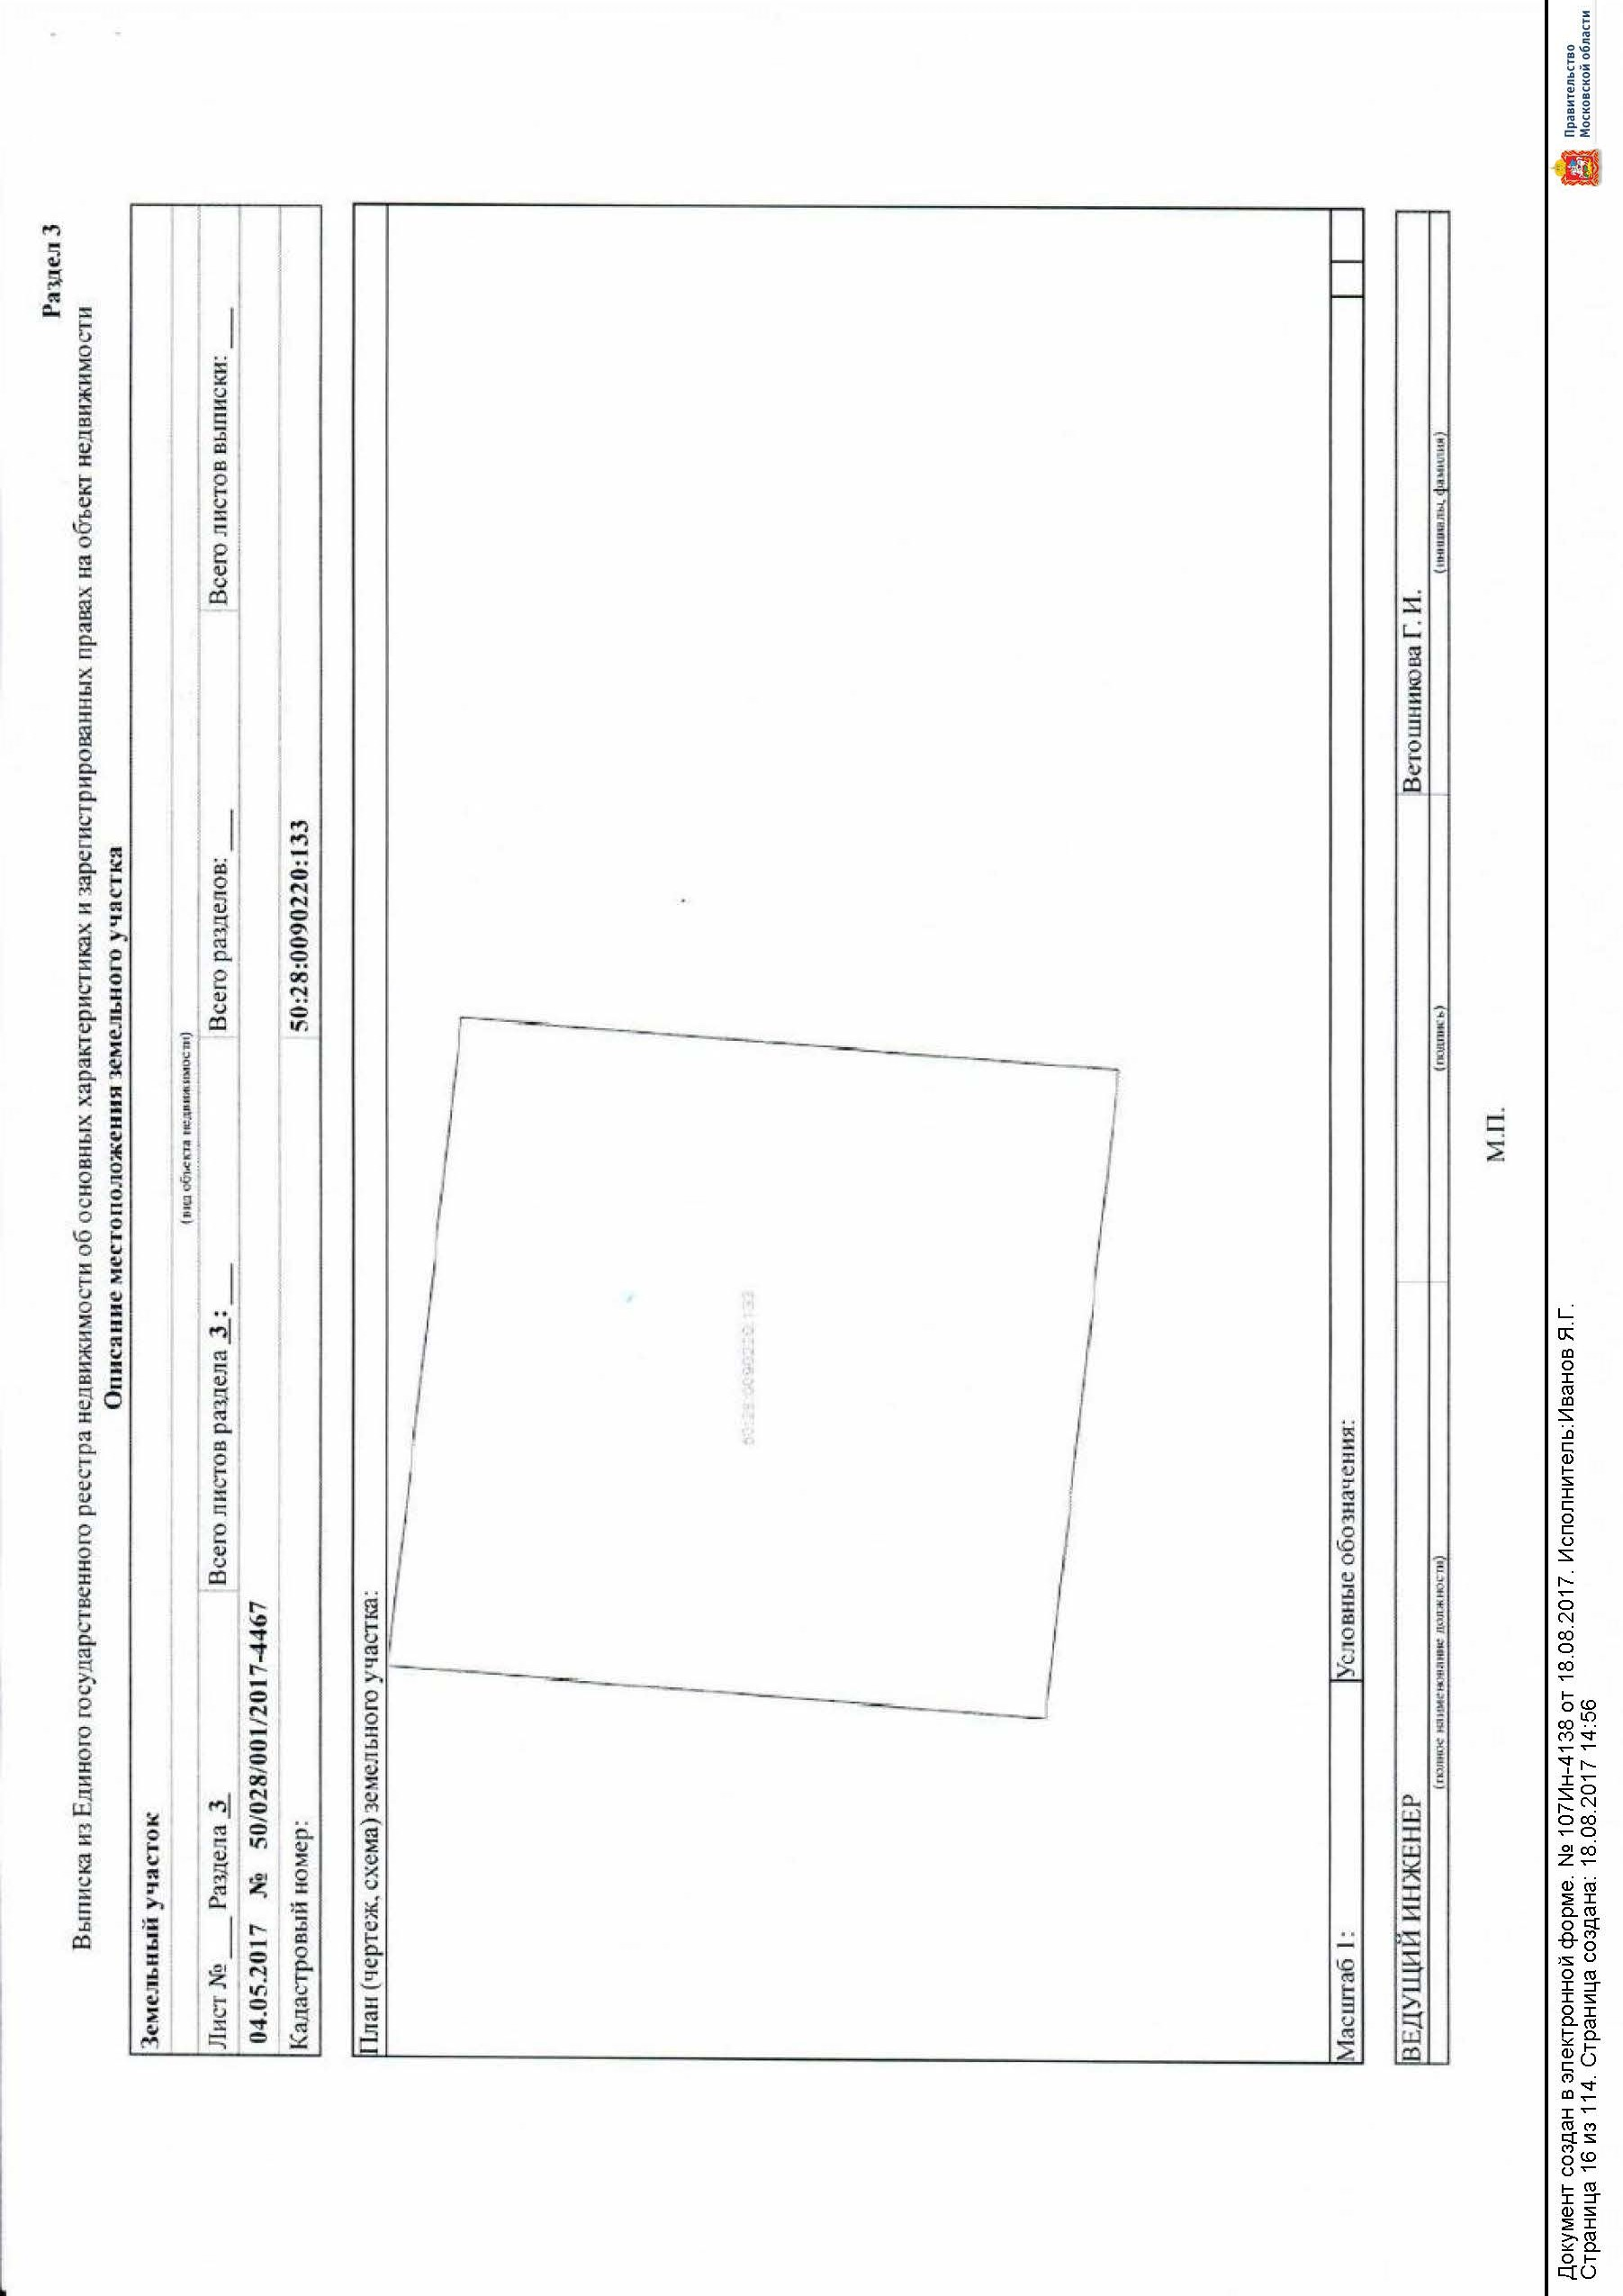 Раздел 3
Выписка из Единого государственного реестра недвижимости об основных характеристиках и зарегистрированных правах на объект недвижимости
Описание местоположения земельного участка
Земельный участок
(вид объекта недвижимости)
Лист № ___ Раздела 3 Всего листов раздела 3 : ___ Всего разделов: ___ Всего листов выписки: ___
04.05.2017 № 50/028/001/2017-4467
Кадастровый номер: 50:28:0090220:133
План (чертеж, схема) земельного участка:
50:28:0090220:133
Масштаб 1: Условные обозначения:
ВЕДУЩИЙ ИНЖЕНЕР Ветошникова Г. И.
(полное наименование должности) (подпись) (инициалы, фамилия)
М.П.
Документ создан в электронной форме. № 107Ин-4138 от 18.08.2017. Исполнитель:Иванов Я.Г.
Страница 16 из 114. Страница создана: 18.08.2017 14:56
Правительство
Московской области